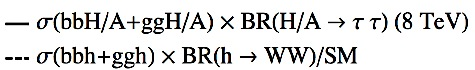 — σ(bbH/A+ggH/A) × BR(H/A → τ τ) (8 TeV)
--- σ(bbh+ggh) × BR(h → WW)/SM